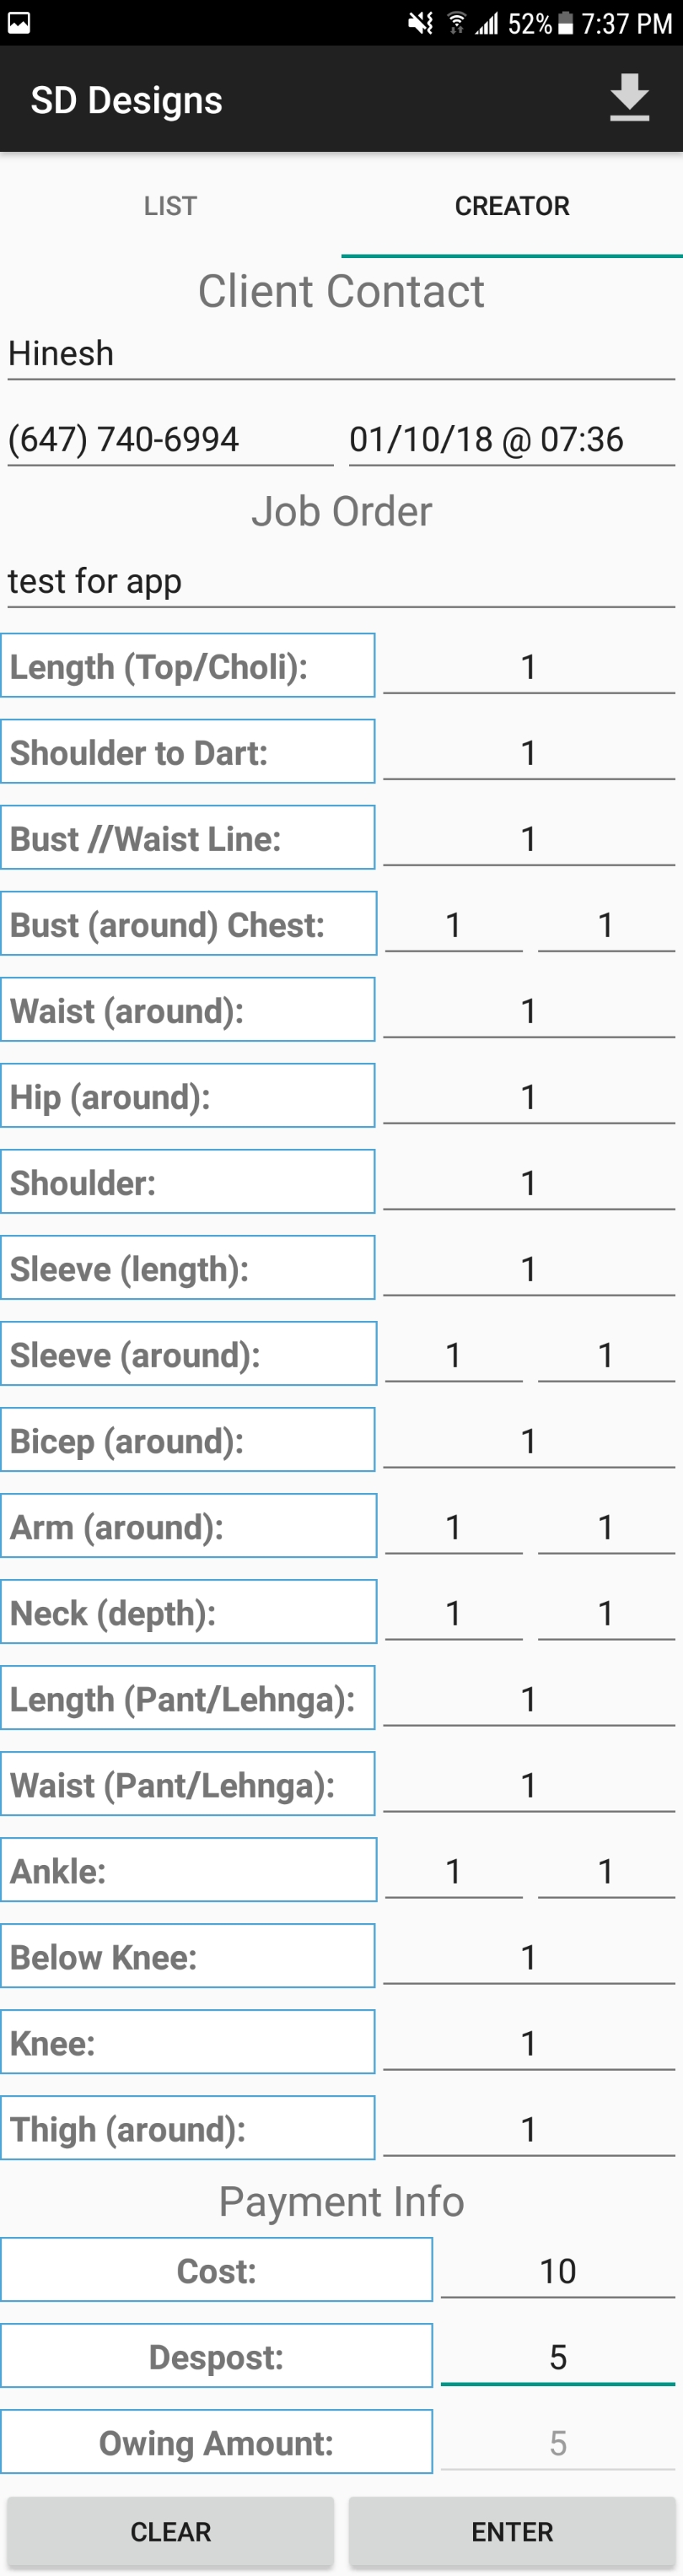 52% 7:37 PM
SD Designs
LIST CREATOR
Client Contact
Hinesh
(647) 740-6994 01/10/18 @ 07:36
Job Order
test for app
Length (Top/Choli): 1
Shoulder to Dart: 1
Bust //Waist Line: 1
Bust (around) Chest: 1 1
Waist (around): 1
Hip (around): 1
Shoulder: 1
Sleeve (length): 1
Sleeve (around): 1 1
Bicep (around): 1
Arm (around): 1 1
Neck (depth): 1 1
Length (Pant/Lehnga): 1
Waist (Pant/Lehnga): 1
Ankle: 1 1
Below Knee: 1
Knee: 1
Thigh (around): 1
Payment Info
Cost: 10
Despost: 5
Owing Amount: 5
CLEAR ENTER